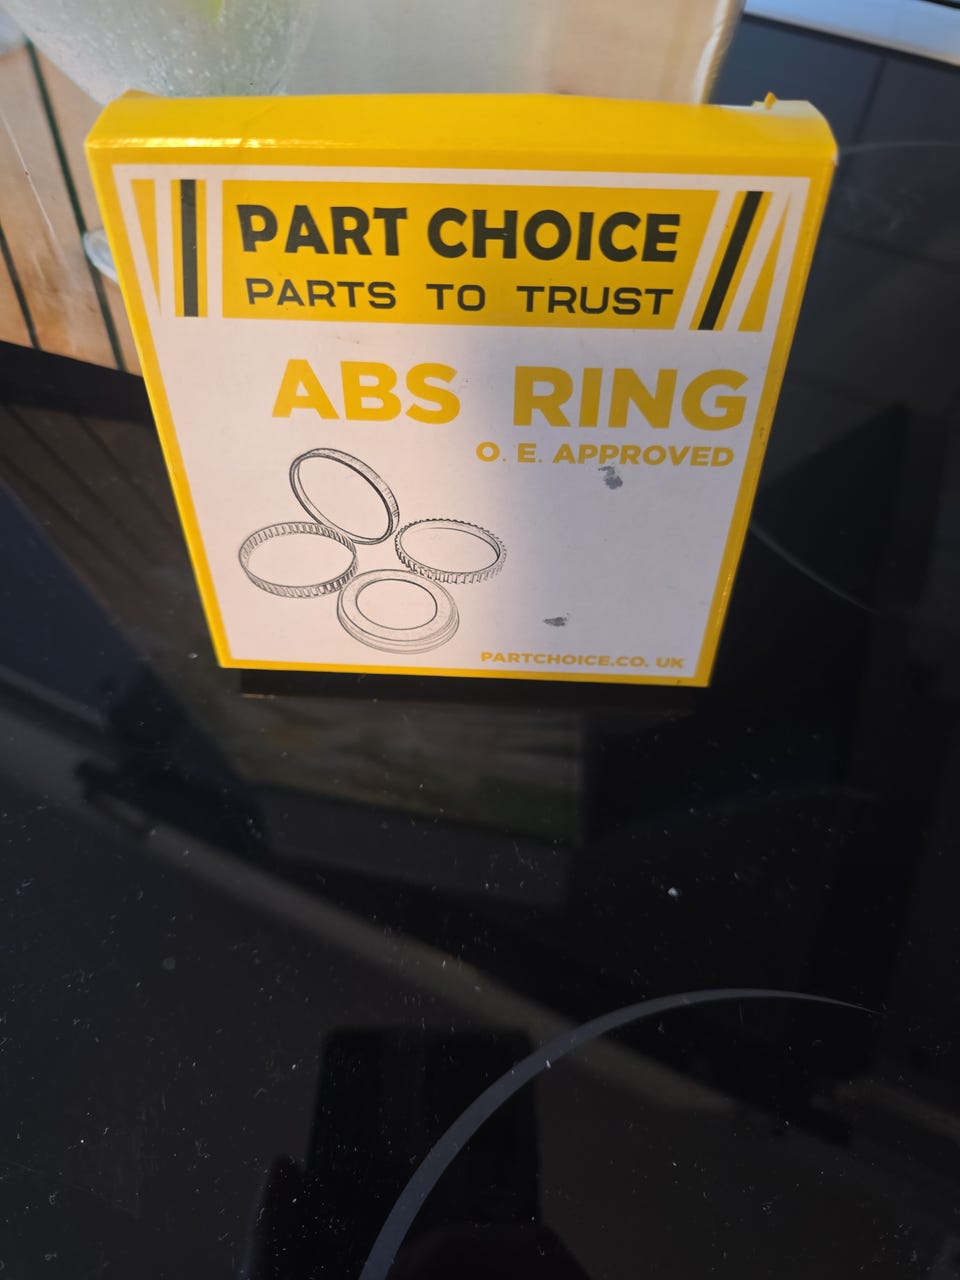 PART CHOICE
PARTS TO TRUST
ABS RING
O. E. APPROVED
PARTCHOICE.CO. UK